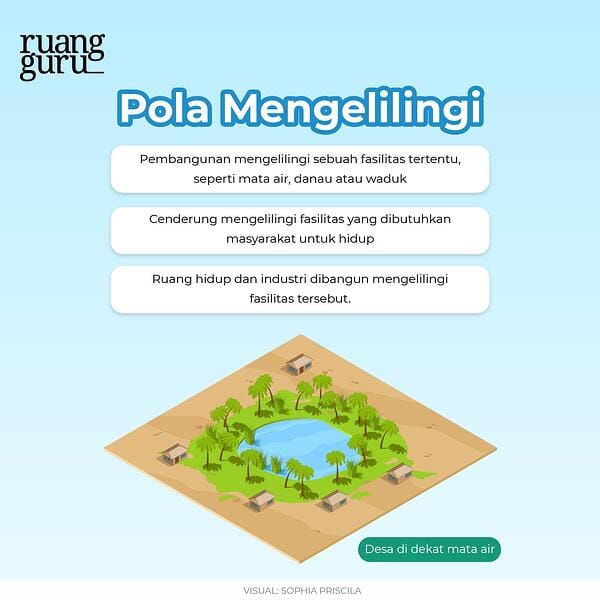 ruang
guru_
Pola Mengelilingi
Pembangunan mengelilingi sebuah fasilitas tertentu,
seperti mata air, danau atau waduk
Cenderung mengelilingi fasilitas yang dibutuhkan
masyarakat untuk hidup
Ruang hidup dan industri dibangun mengelilingi
fasilitas tersebut.
Desa di dekat mata air
VISUAL: SOPHIA PRISCILA